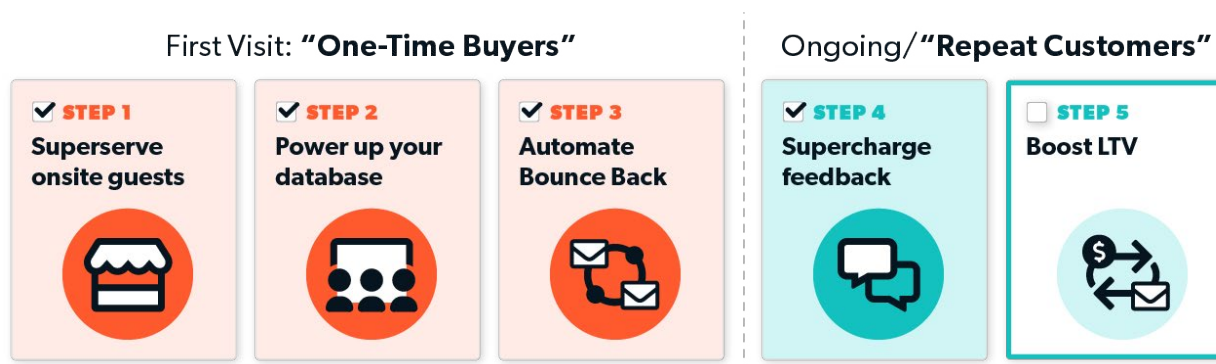 First Visit: “One-Time Buyers”
Ongoing/“Repeat Customers”
STEP 1
Superserve
onsite guests
STEP 2
Power up your
database
STEP 3
Automate
Bounce Back
STEP 4
Supercharge
feedback
STEP 5
Boost LTV
$